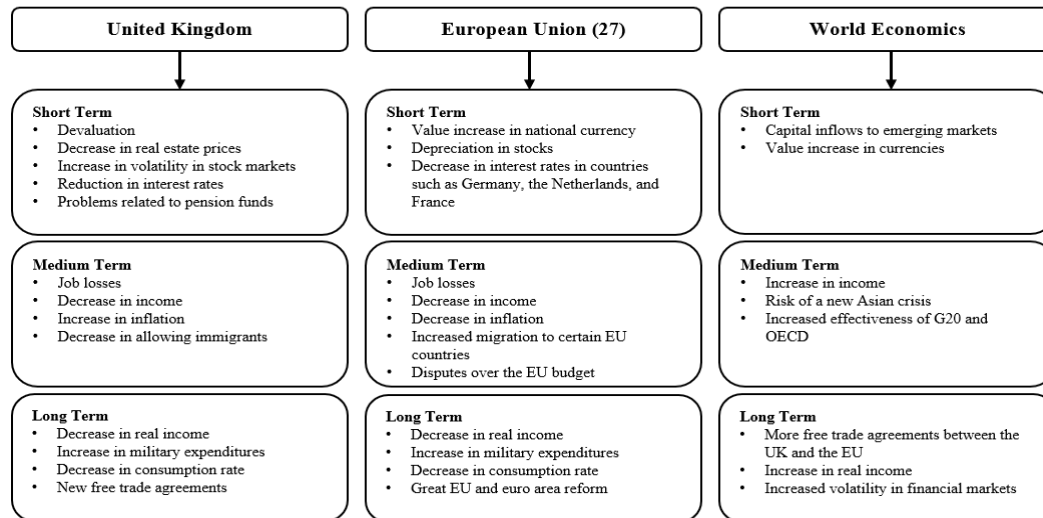 United Kingdom
Short Term
• Devaluation
• Decrease in real estate prices
• Increase in volatility in stock markets
• Reduction in interest rates
• Problems related to pension funds
Medium Term
• Job losses
• Decrease in income
• Increase in inflation
• Decrease in allowing immigrants
Long Term
• Decrease in real income
• Increase in military expenditures
• Decrease in consumption rate
• New free trade agreements
European Union (27)
Short Term
• Value increase in national currency
• Depreciation in stocks
• Decrease in interest rates in countries
such as Germany, the Netherlands, and
France
Medium Term
• Job losses
• Decrease in income
• Decrease in inflation
• Increased migration to certain EU
countries
• Disputes over the EU budget
Long Term
• Decrease in real income
• Increase in military expenditures
• Decrease in consumption rate
• Great EU and euro area reform
World Economics
Short Term
• Capital inflows to emerging markets
• Value increase in currencies
Medium Term
• Increase in income
• Risk of a new Asian crisis
• Increased effectiveness of G20 and
OECD
Long Term
• More free trade agreements between the
UK and the EU
• Increase in real income
• Increased volatility in financial markets